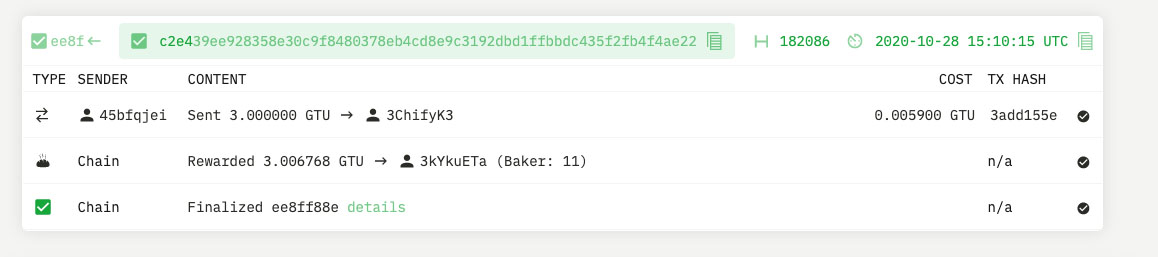 ee8f← c2e439ee928358e30c9f8480378eb4cd8e9c3192dbd1ffbbdc435f2fb4f4ae22 182086 2020-10-28 15:10:15 UTC
TYPE SENDER CONTENT COST TX HASH
45bfqjei Sent 3.000000 GTU → 3ChifyK3 0.005900 GTU 3add155e
Chain Rewarded 3.006768 GTU → 3kYkuETa (Baker: 11) n/a
Chain Finalized ee8ff88e details n/a